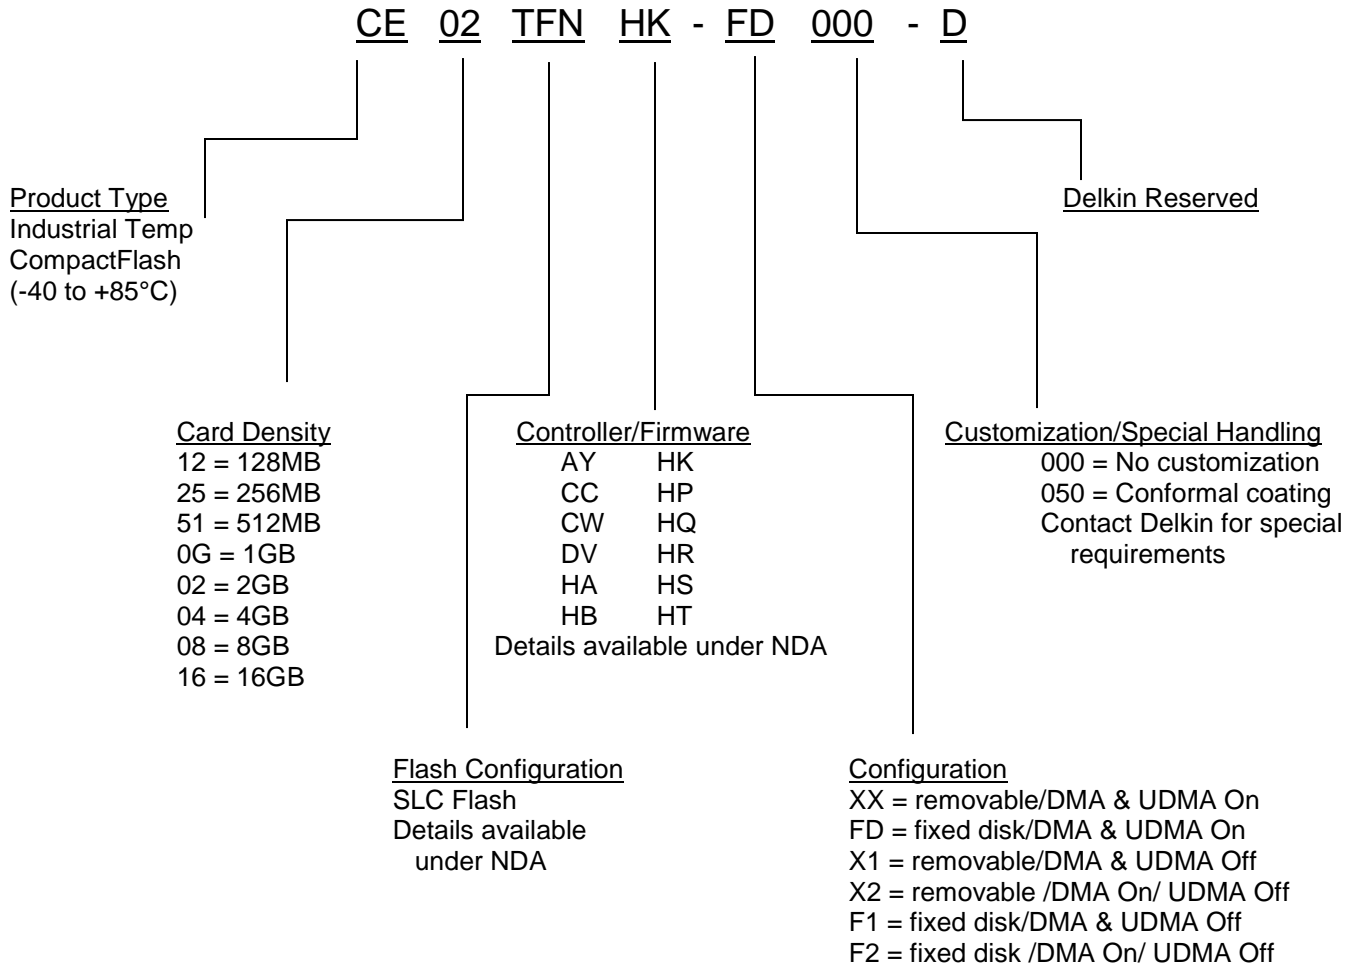 CE 02 TFN HK - FD 000 - D
Product Type
Industrial Temp
CompactFlash
(-40 to +85°C)
Delkin Reserved
Card Density
12 = 128MB
25 = 256MB
51 = 512MB
0G = 1GB
02 = 2GB
04 = 4GB
08 = 8GB
16 = 16GB
Controller/Firmware
AY HK
CC HP
CW HQ
DV HR
HA HS
HB HT
Details available under NDA
Customization/Special Handling
000 = No customization
050 = Conformal coating
Contact Delkin for special
requirements
Flash Configuration
SLC Flash
Details available
under NDA
Configuration
XX = removable/DMA & UDMA On
FD = fixed disk/DMA & UDMA On
X1 = removable/DMA & UDMA Off
X2 = removable /DMA On/ UDMA Off
F1 = fixed disk/DMA & UDMA Off
F2 = fixed disk /DMA On/ UDMA Off